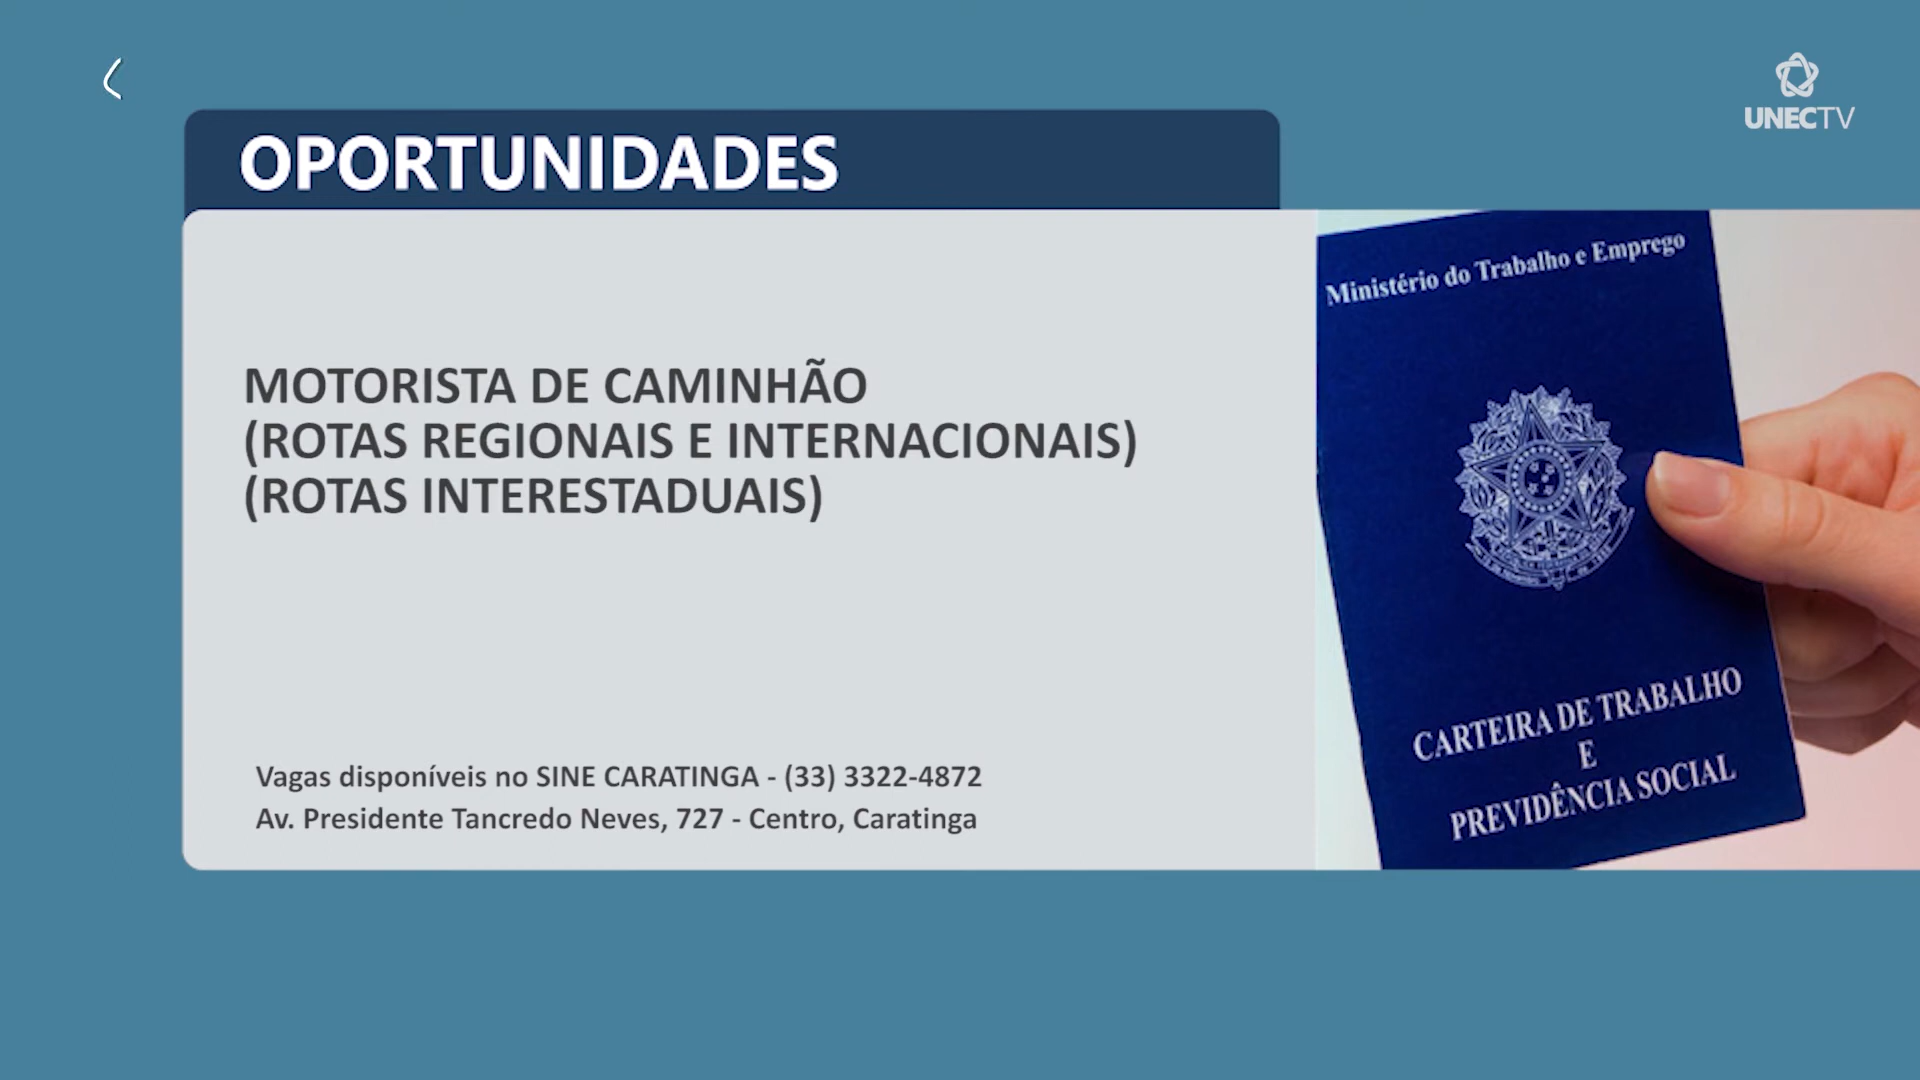 UNECTV
OPORTUNIDADES
MOTORISTA DE CAMINHÃO
(ROTAS REGIONAIS E INTERNACIONAIS)
(ROTAS INTERESTADUAIS)
Vagas disponíveis no SINE CARATINGA - (33) 3322-4872
Av. Presidente Tancredo Neves, 727 - Centro, Caratinga
Ministério do Trabalho e Emprego
CARTEIRA DE TRABALHO
E
PREVIDÊNCIA SOCIAL